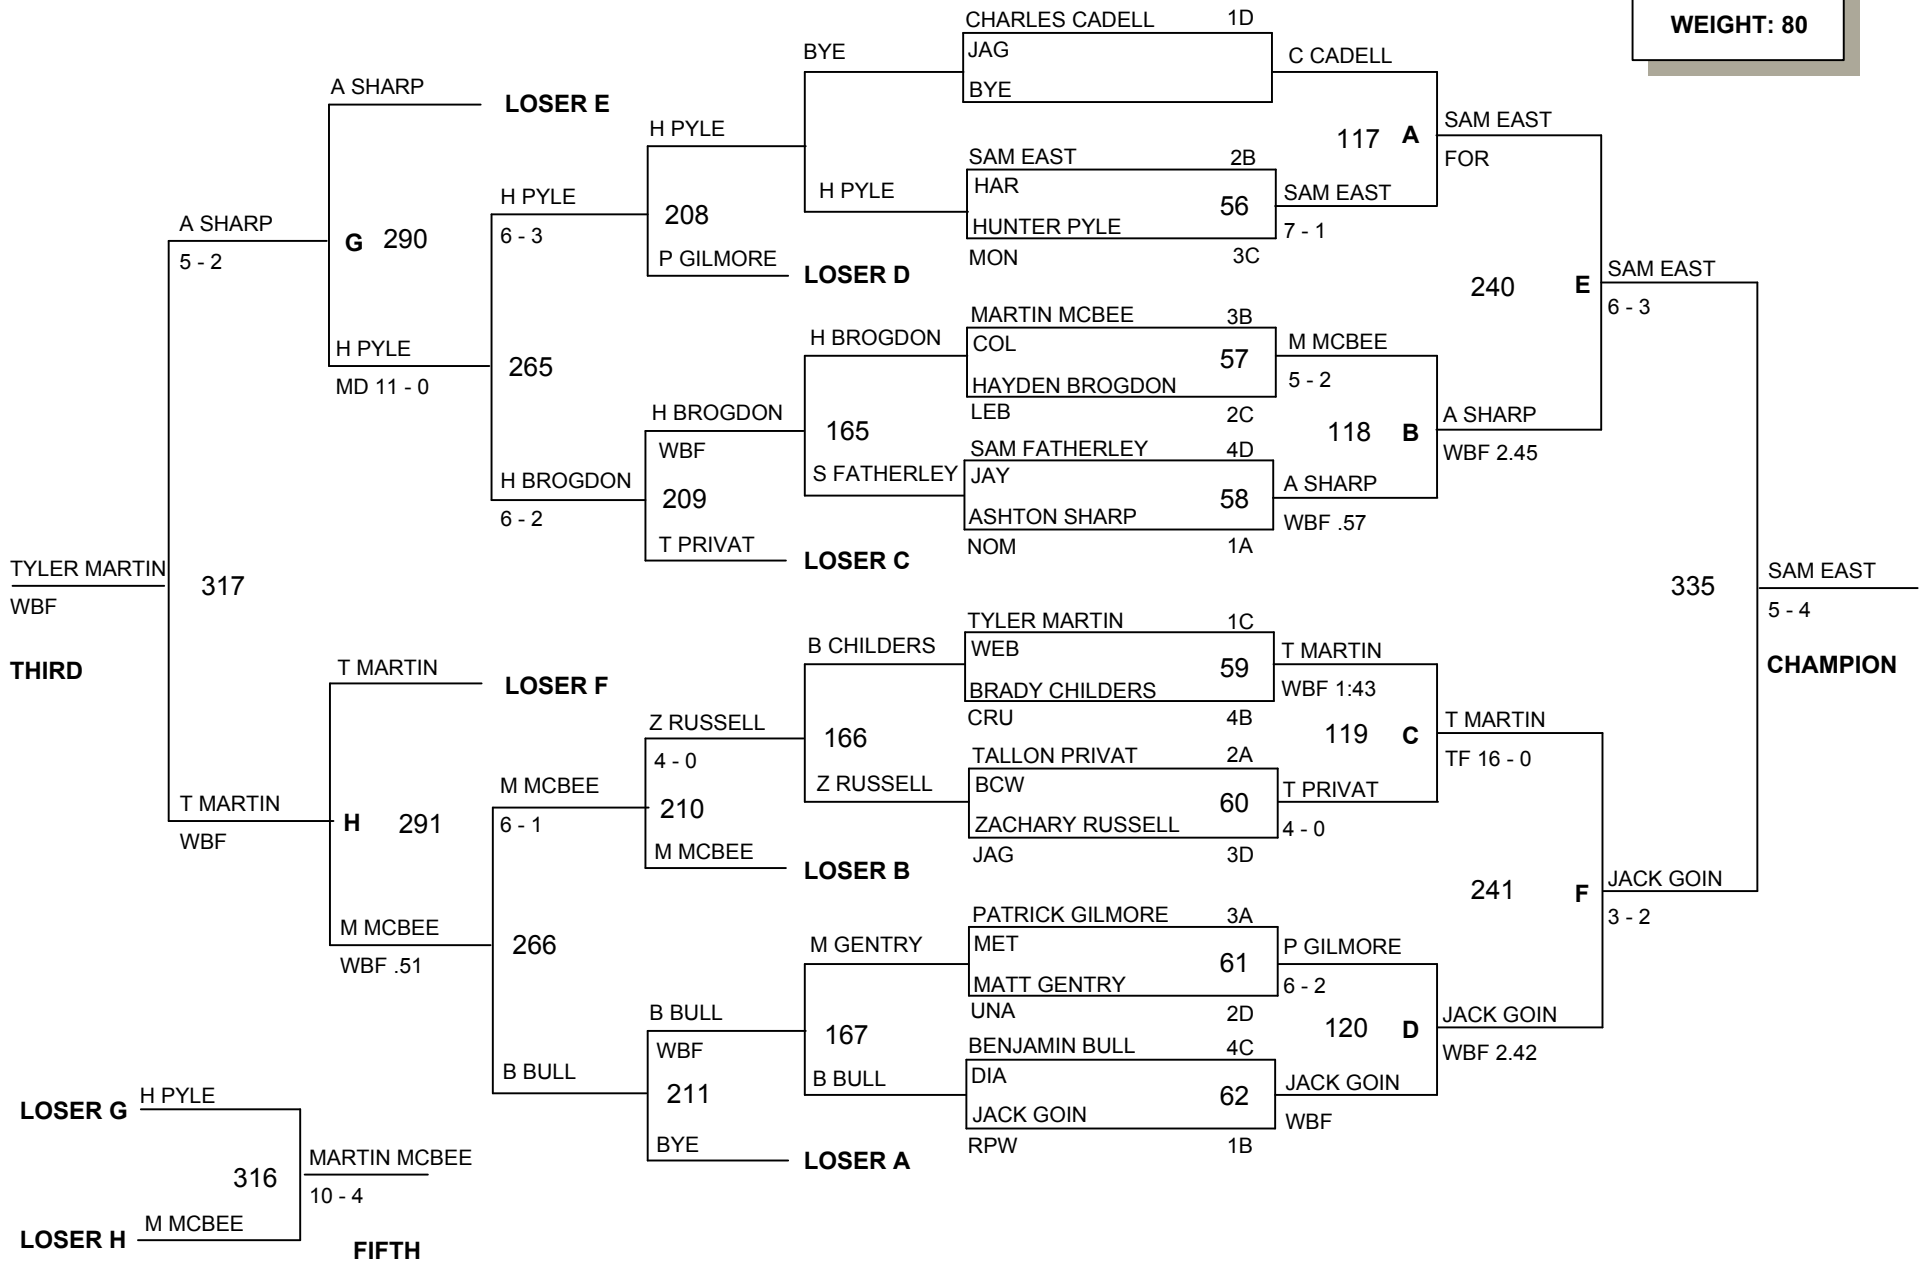 WEIGHT: 80
CHARLES CADELL 1D
JAG
BYE
BYE
C CADELL
SAM EAST 2B
HAR
56
HUNTER PYLE
MON 3C
H PYLE
SAM EAST
7 - 1
117 A
SAM EAST
FOR
MARTIN MCBEE 3B
COL
57
HAYDEN BROGDON
LEB 2C
H BROGDON
M MCBEE
5 - 2
SAM FATHERLEY 4D
JAY
58
ASHTON SHARP
NOM 1A
S FATHERLEY
A SHARP
WBF .57
118 B
A SHARP
WBF 2.45
240 E
SAM EAST
6 - 3
TYLER MARTIN 1C
WEB
59
BRADY CHILDERS
CRU 4B
B CHILDERS
T MARTIN
WBF 1:43
TALLON PRIVAT 2A
BCW
60
ZACHARY RUSSELL
JAG 3D
Z RUSSELL
T PRIVAT
4 - 0
119 C
T MARTIN
TF 16 - 0
PATRICK GILMORE 3A
MET
61
MATT GENTRY
UNA 2D
M GENTRY
P GILMORE
6 - 2
BENJAMIN BULL 4C
DIA
62
JACK GOIN
RPW 1B
B BULL
JACK GOIN
WBF
120 D
JACK GOIN
WBF 2.42
241 F
JACK GOIN
3 - 2
335
SAM EAST
5 - 4
CHAMPION
H PYLE
208
P GILMORE
LOSER D
165
H BROGDON
WBF
209
T PRIVAT
LOSER C
166
Z RUSSELL
4 - 0
210
M MCBEE
LOSER B
167
B BULL
WBF
211
BYE
LOSER A
H PYLE
6 - 3
265
H BROGDON
6 - 2
M MCBEE
6 - 1
266
B BULL
A SHARP
LOSER E
G 290
H PYLE
MD 11 - 0
T MARTIN
LOSER F
H 291
M MCBEE
WBF .51
A SHARP
5 - 2
317
T MARTIN
WBF
TYLER MARTIN
WBF
THIRD
LOSER G H PYLE
316
MARTIN MCBEE
10 - 4
LOSER H M MCBEE
FIFTH